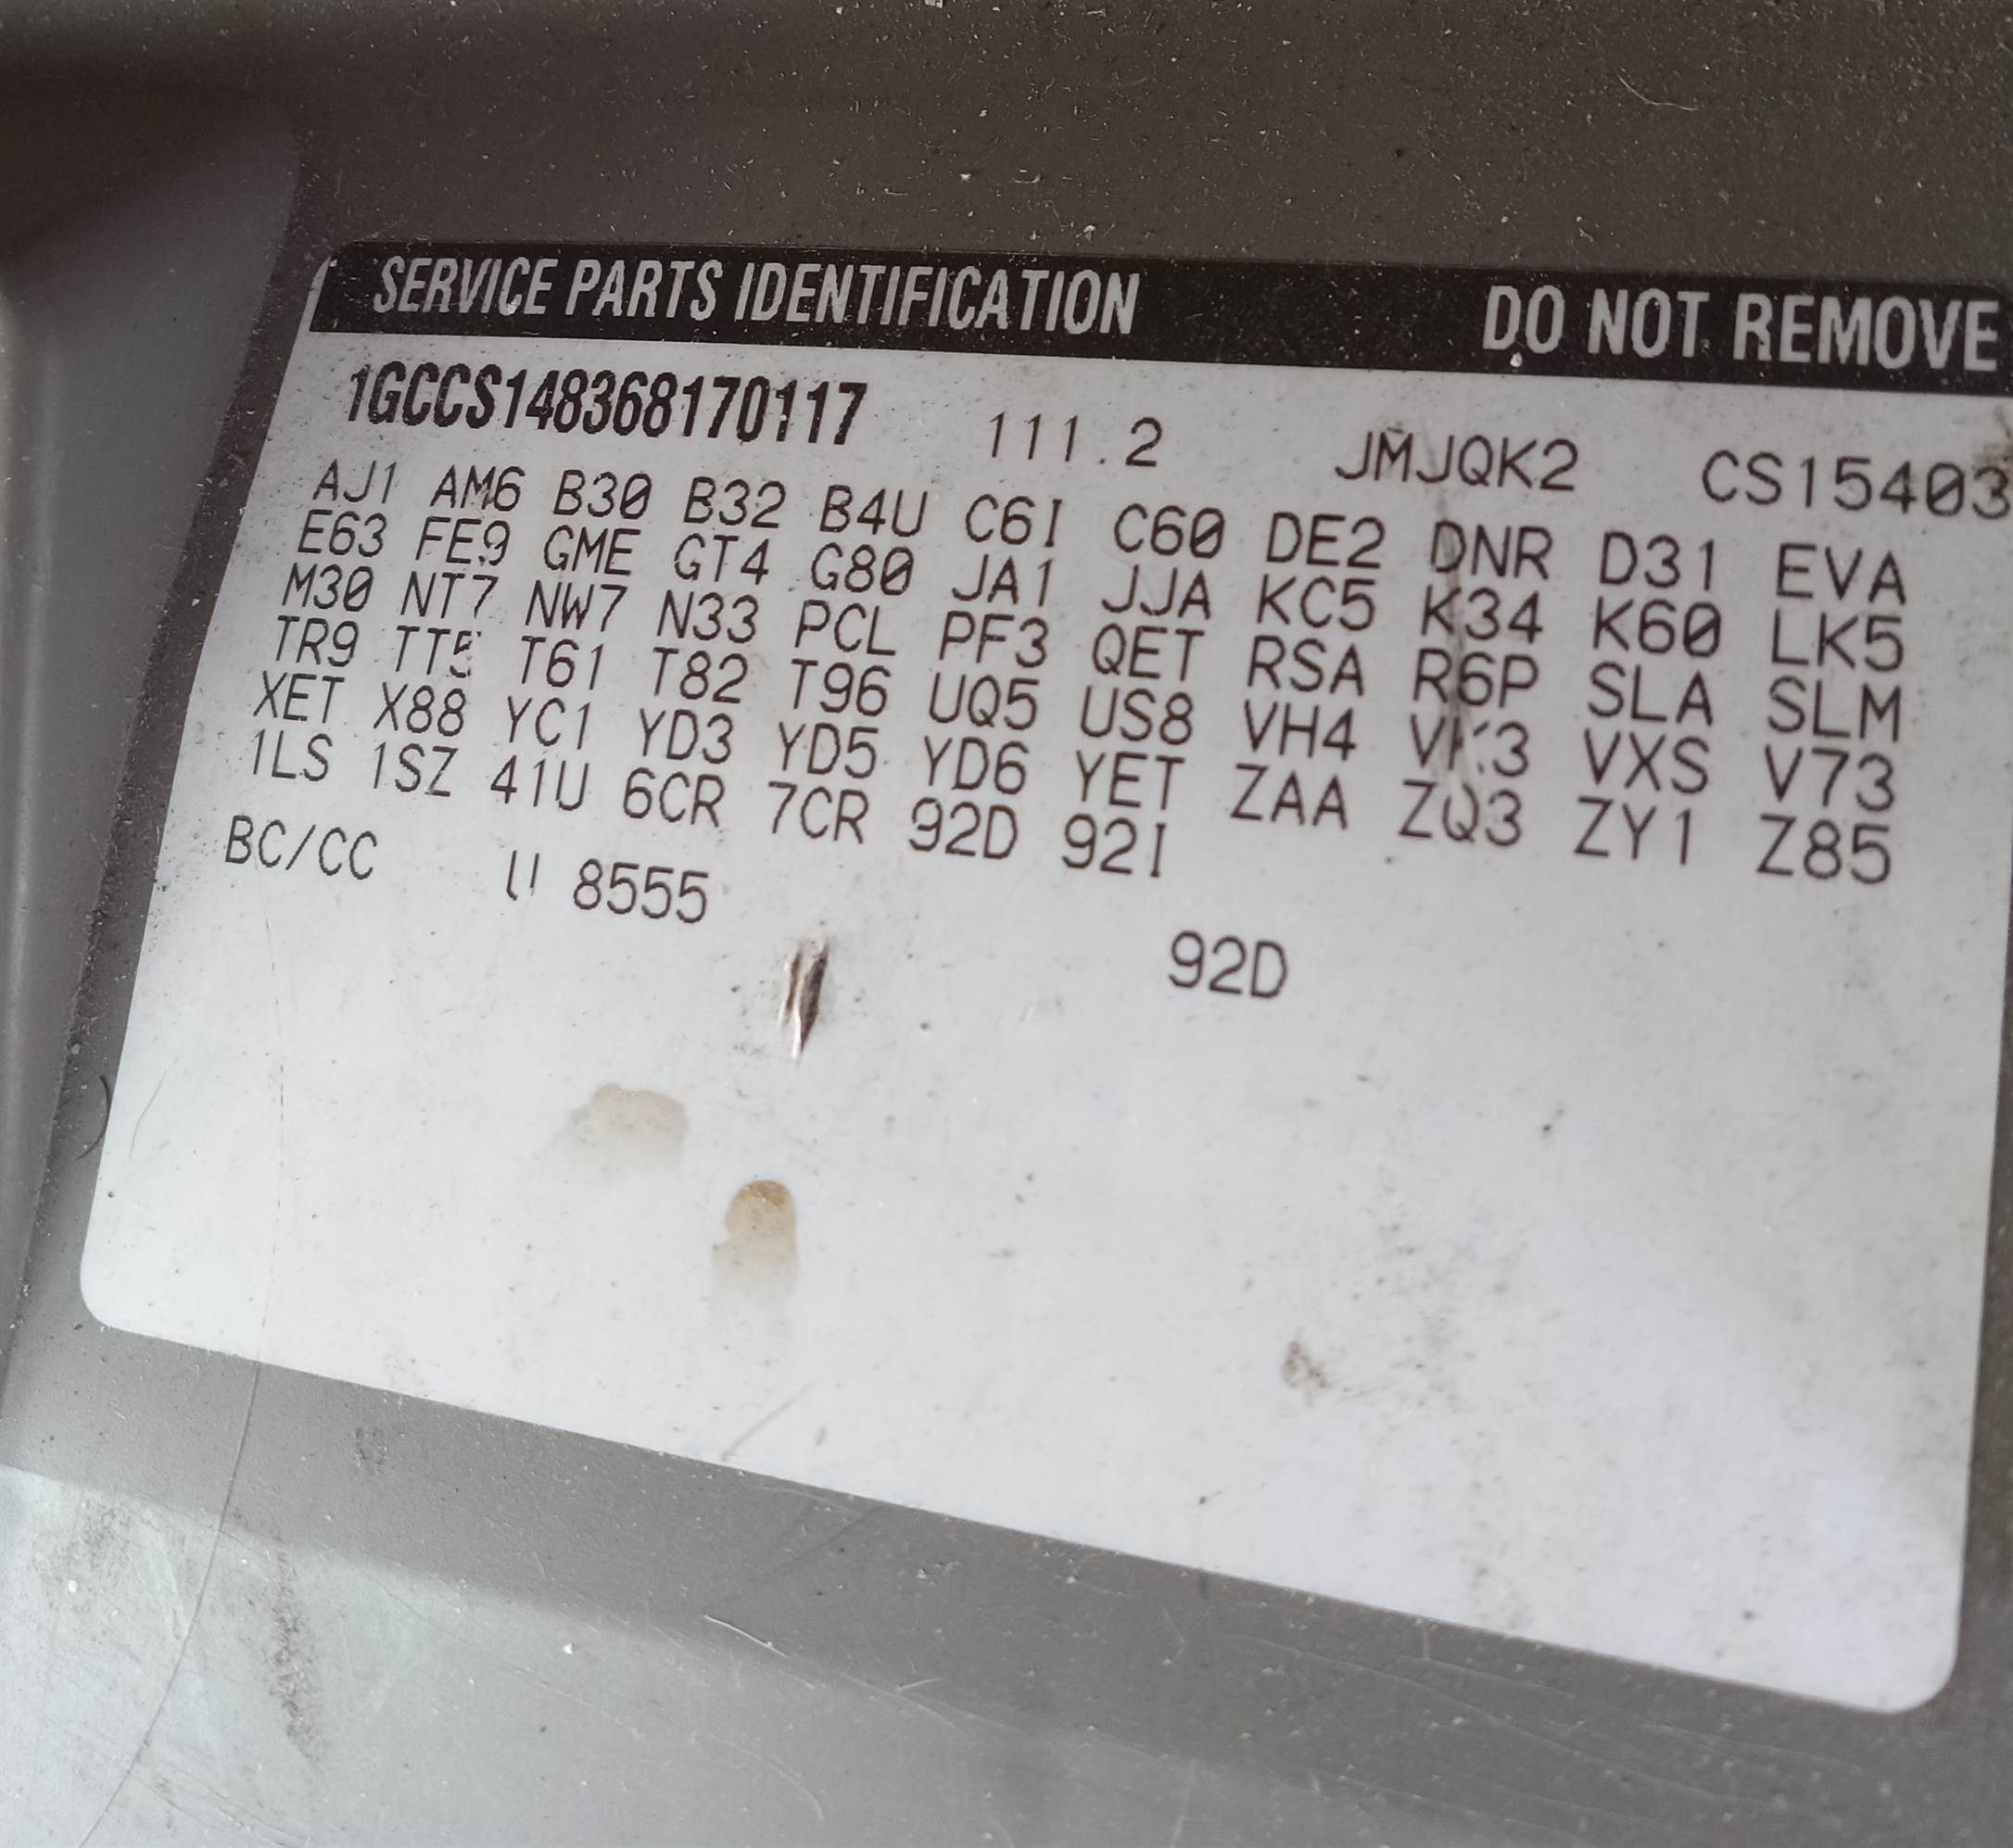 SERVICE PARTS IDENTIFICATION DO NOT REMOVE
1GCCS148368170117 111.2 JMJQK2 CS15403
AJ1 AM6 B30 B32 B4U C6I C60 DE2 DNR D31 EVA
E63 FE9 GME GT4 G80 JA1 JJA KC5 K34 K60 LK5
M30 NT7 NW7 N33 PCL PF3 QET RSA R6P SLA SLM
TR9 TT5 T61 T82 T96 UQ5 US8 VH4 VK3 VXS V73
XET X88 YC1 YD3 YD5 YD6 YET ZAA ZQ3 ZY1 Z85
1LS 1SZ 41U 6CR 7CR 92D 92I
BC/CC 8555 92D